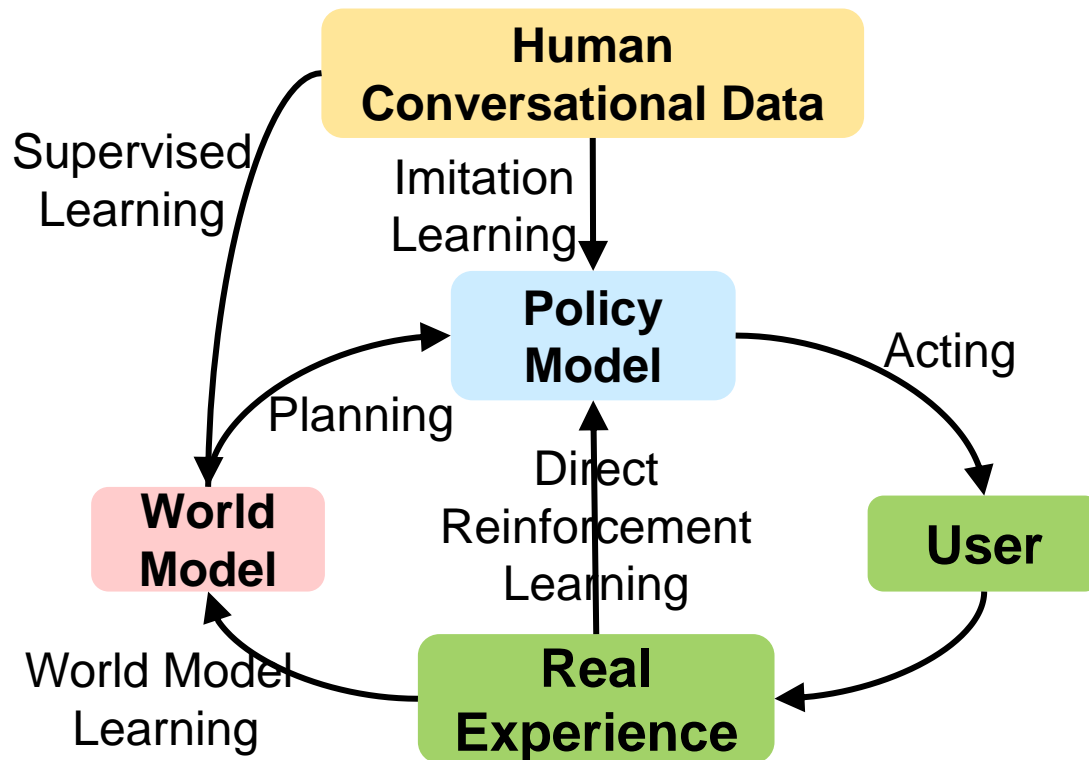 Human
Conversational Data
Supervised
Learning
Imitation
Learning
Policy
Model
Acting
Planning
Direct
Reinforcement
Learning
World
Model
User
World Model
Learning
Real
Experience